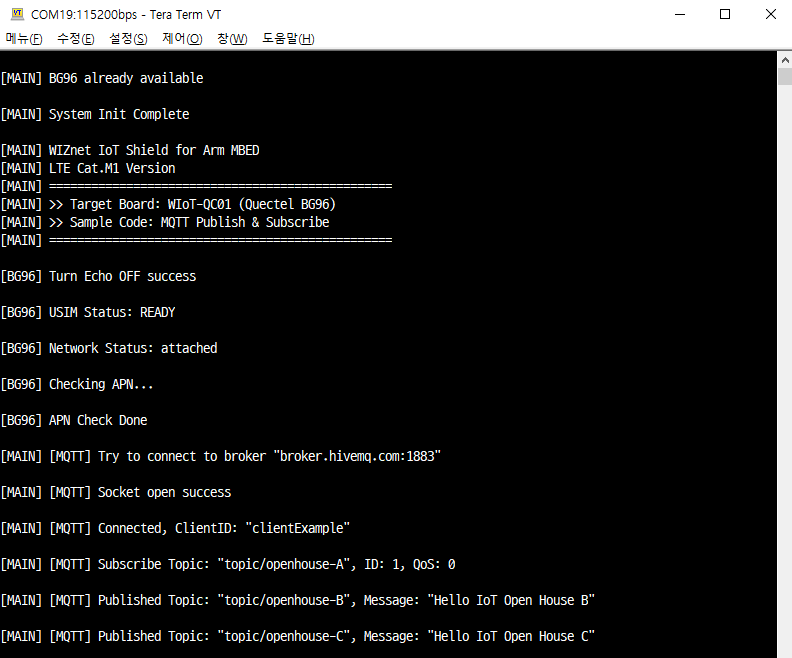 COM19:115200bps - Tera Term VT
메뉴(F) 수정(E) 설정(S) 제어(O) 창(W) 도움말(H)
[MAIN] BG96 already available
[MAIN] System Init Complete
[MAIN] WIZnet IoT Shield for Arm MBED
[MAIN] LTE Cat.M1 Version
[MAIN] =================================================
[MAIN] >> Target Board: WIoT-QC01 (Quectel BG96)
[MAIN] >> Sample Code: MQTT Publish & Subscribe
[MAIN] =================================================
[BG96] Turn Echo OFF success
[BG96] USIM Status: READY
[BG96] Network Status: attached
[BG96] Checking APN...
[BG96] APN Check Done
[MAIN] [MQTT] Try to connect to broker "broker.hivemq.com:1883"
[MAIN] [MQTT] Socket open success
[MAIN] [MQTT] Connected, ClientID: "clientExample"
[MAIN] [MQTT] Subscribe Topic: "topic/openhouse-A", ID: 1, QoS: 0
[MAIN] [MQTT] Published Topic: "topic/openhouse-B", Message: "Hello IoT Open House B"
[MAIN] [MQTT] Published Topic: "topic/openhouse-C", Message: "Hello IoT Open House C"